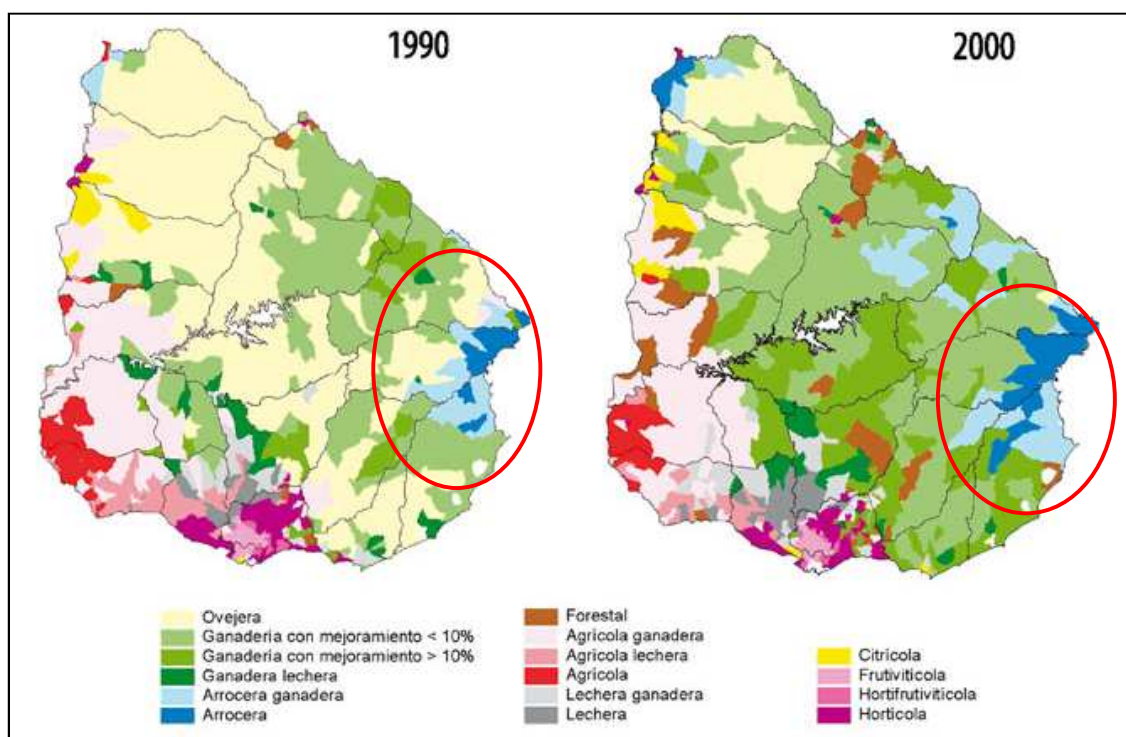 1990
2000
Ovejera
Ganadería con mejoramiento < 10%
Ganadería con mejoramiento > 10%
Ganadera lechera
Arrocera ganadera
Arrocera
Forestal
Agrícola ganadera
Agrícola lechera
Agrícola
Lechera ganadera
Lechera
Citrícola
Frutivitícola
Hortifrutivitícola
Hortícola